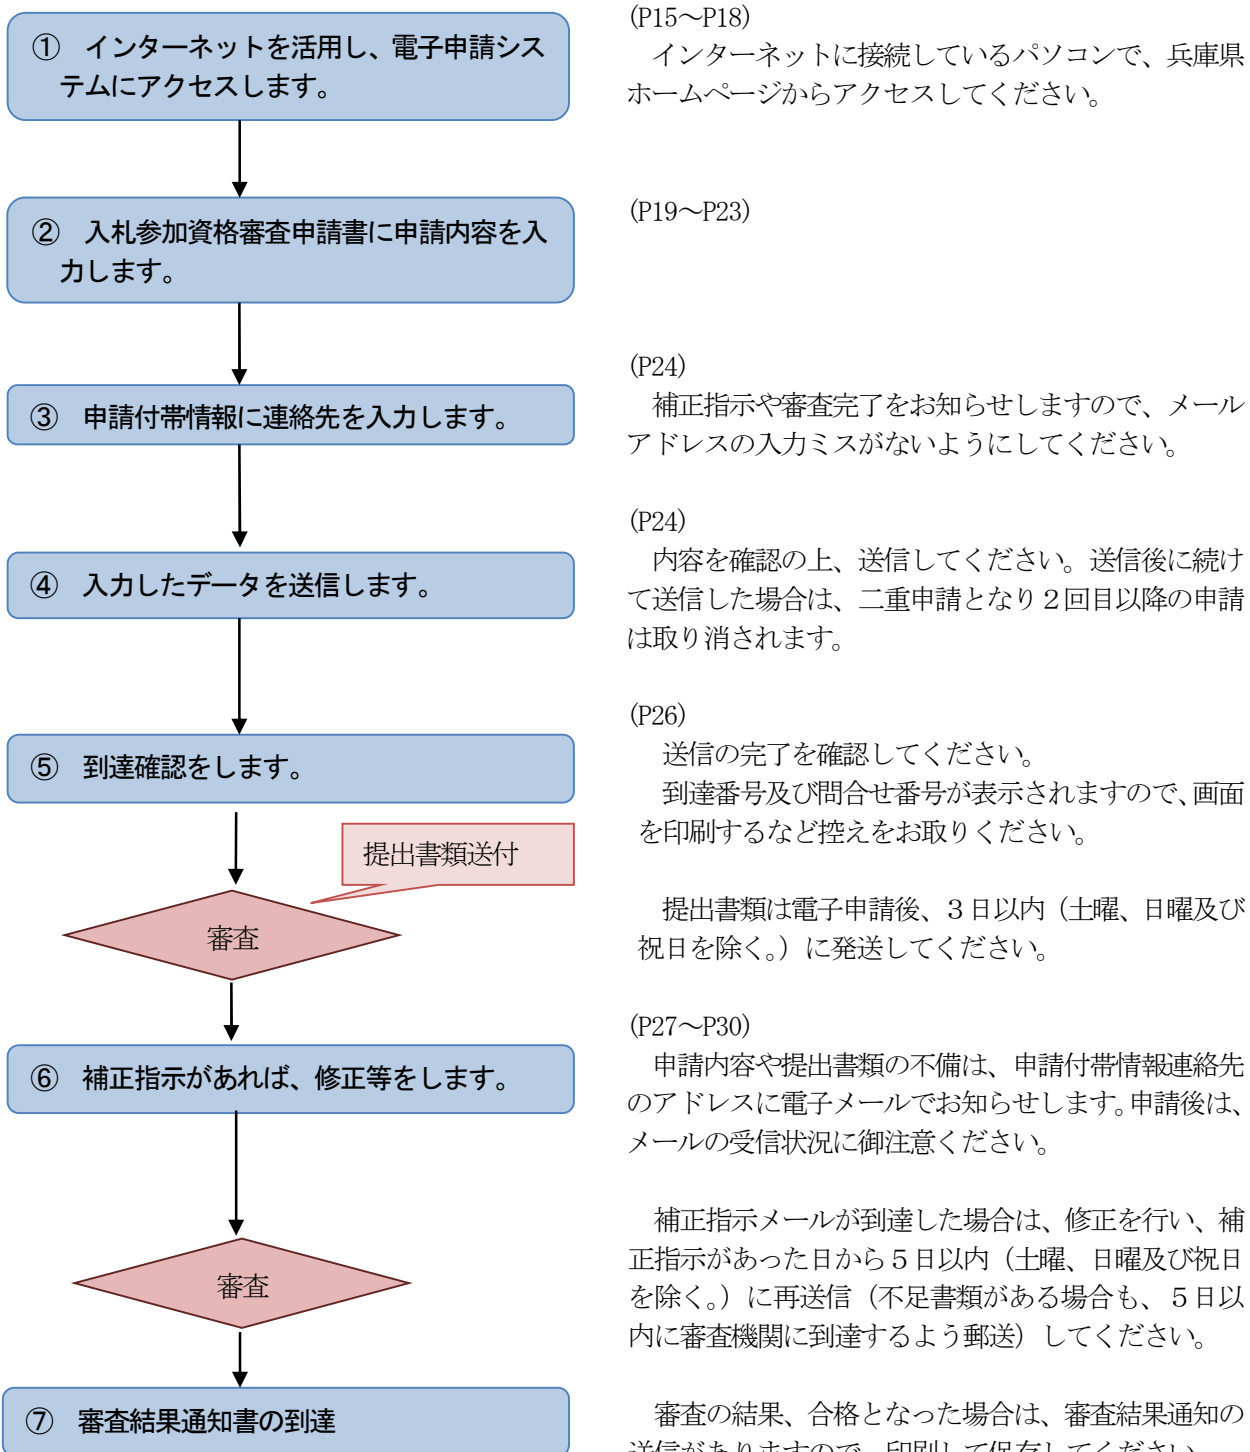 ① インターネットを活用し、電子申請シス
テムにアクセスします。
(P15～P18)
インターネットに接続しているパソコンで、兵庫県
ホームページからアクセスしてください。
② 入札参加資格審査申請書に申請内容を入
力します。
(P19～P23)
③ 申請付帯情報に連絡先を入力します。
(P24)
補正指示や審査完了をお知らせしますので、メール
アドレスの入力ミスがないようにしてください。
④ 入力したデータを送信します。
(P24)
内容を確認の上、送信してください。送信後に続け
て送信した場合は、二重申請となり２回目以降の申請
は取り消されます。
⑤ 到達確認をします。
(P26)
送信の完了を確認してください。
到達番号及び問合せ番号が表示されますので、画面
を印刷するなど控えをお取りください。
提出書類送付
審査
提出書類は電子申請後、３日以内（土曜、日曜及び
祝日を除く。）に発送してください。
⑥ 補正指示があれば、修正等をします。
(P27～P30)
申請内容や提出書類の不備は、申請付帯情報連絡先
のアドレスに電子メールでお知らせします。申請後は、
メールの受信状況に御注意ください。
審査
補正指示メールが到達した場合は、修正を行い、補
正指示があった日から５日以内（土曜、日曜及び祝日
を除く。）に再送信（不足書類がある場合も、５日以
内に審査機関に到達するよう郵送）してください。
⑦ 審査結果通知書の到達
審査の結果、合格となった場合は、審査結果通知の
送信がありますので、印刷して保存してください。